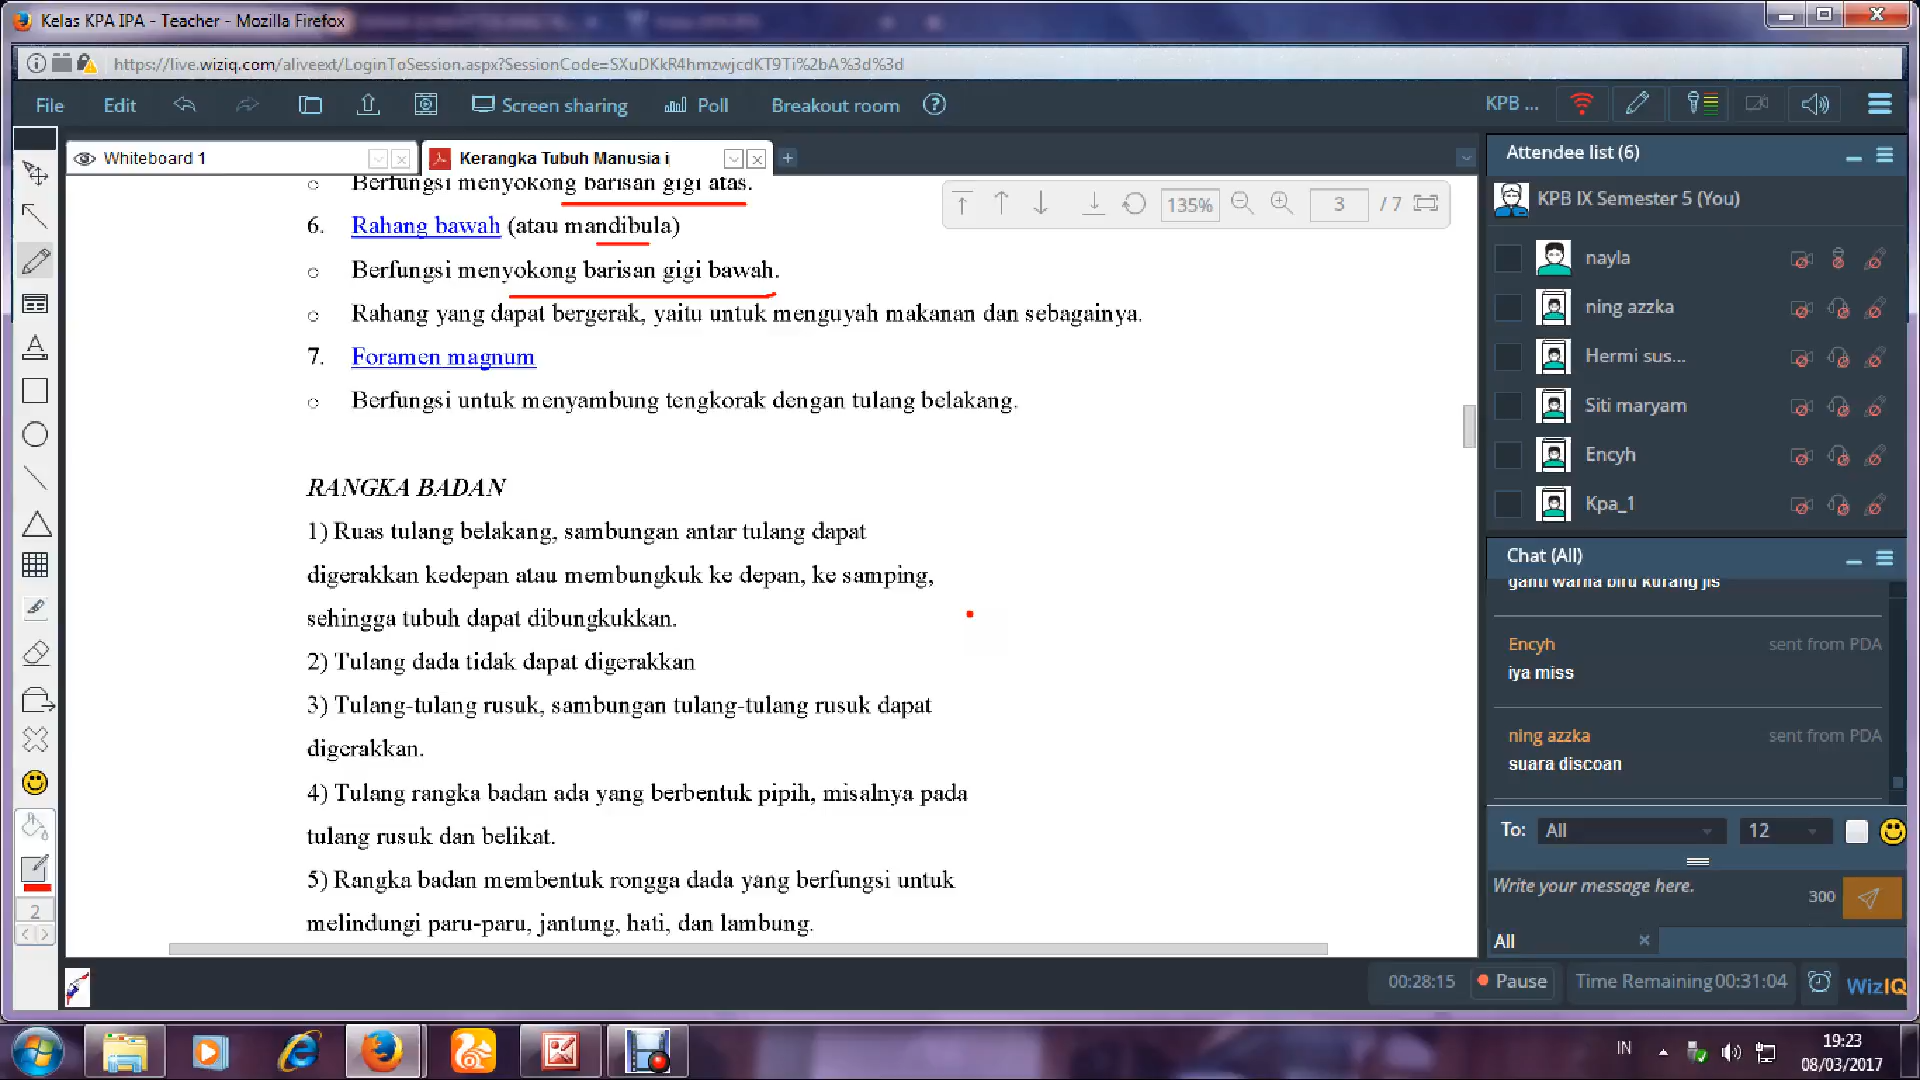 Kelas KPA IPA - Teacher - Mozilla Firefox
https://live.wiziq.com/aliveext/LoginToSession.aspx?SessionCode=SXuDKkR4hmzwjcdKT9Ti%2bA%3d%3d
File Edit Screen sharing Poll Breakout room KPB ...
Whiteboard 1 Kerangka Tubuh Manusia i
135% 3 / 7
Berfungsi menyokong barisan gigi atas.
6. Rahang bawah (atau mandibula)
o Berfungsi menyokong barisan gigi bawah.
o Rahang yang dapat bergerak, yaitu untuk menguyah makanan dan sebagainya.
7. Foramen magnum
o Berfungsi untuk menyambung tengkorak dengan tulang belakang.
RANGKA BADAN
1) Ruas tulang belakang, sambungan antar tulang dapat
digerakkan kedepan atau membungkuk ke depan, ke samping,
sehingga tubuh dapat dibungkukkan.
2) Tulang dada tidak dapat digerakkan
3) Tulang-tulang rusuk, sambungan tulang-tulang rusuk dapat
digerakkan.
4) Tulang rangka badan ada yang berbentuk pipih, misalnya pada
tulang rusuk dan belikat.
5) Rangka badan membentuk rongga dada yang berfungsi untuk
melindungi paru-paru, jantung, hati, dan lambung.
2
Attendee list (6)
KPB IX Semester 5 (You)
nayla
ning azzka
Hermi sus...
Siti maryam
Encyh
Kpa_1
Chat (All)
ganti warna biru kurang jls
Encyh sent from PDA
iya miss
ning azzka sent from PDA
suara discoan
To: All 12
Write your message here. 300
All
00:28:15 Pause Time Remaining 00:31:04 WizIQ
IN 19:23
08/03/2017